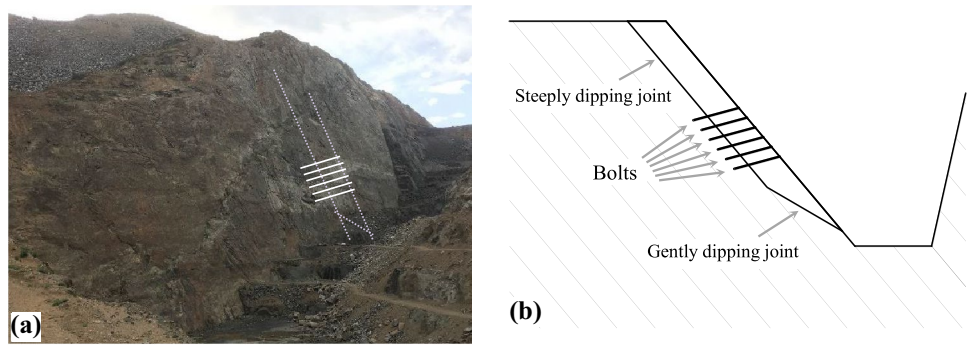 (a)
Steeply dipping joint
Bolts
Gently dipping joint
(b)